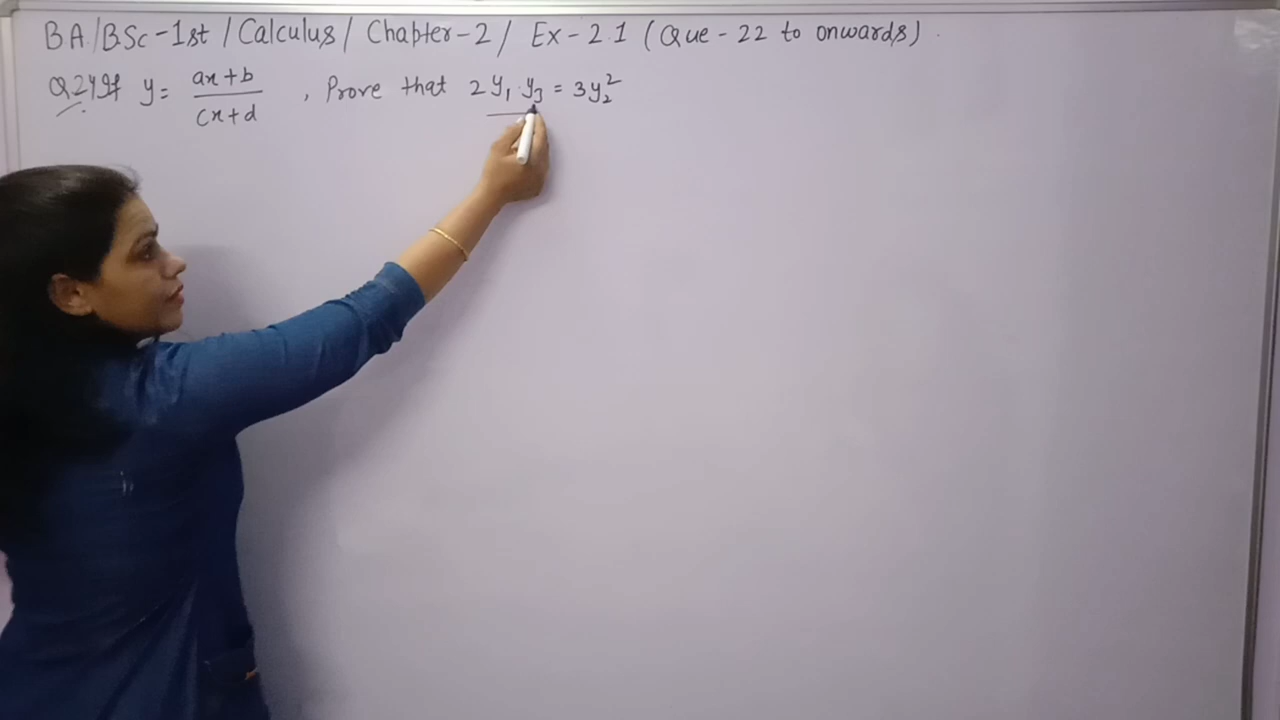 BA/BSc-1st/Calculus/ Chapter-2/ Ex-2.1 (Que-22 to onwards).
Q.24 If y = (ax+b)/(cx+d) , Prove that 2y₁.y₃ = 3y₂²